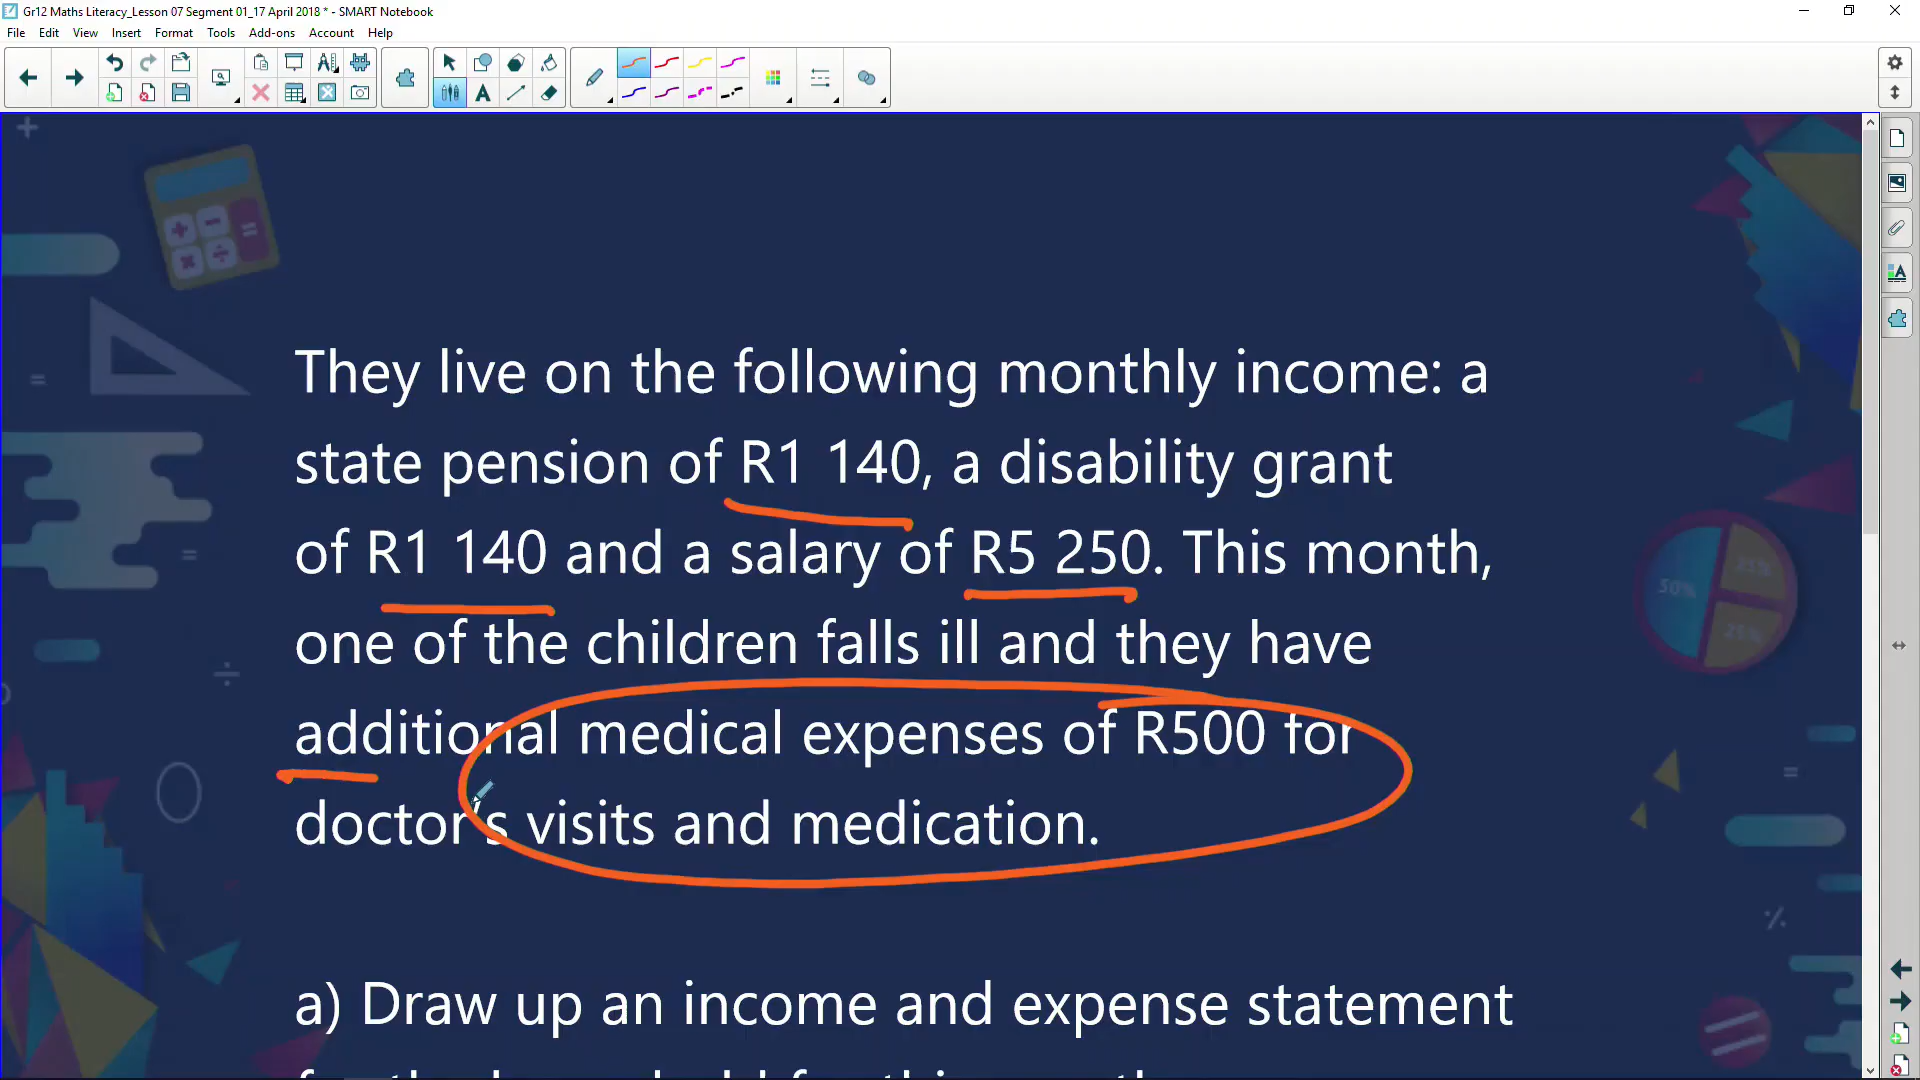 Gr12 Maths Literacy_Lesson 07 Segment 01_17 April 2018 * - SMART Notebook
File Edit View Insert Format Tools Add-ons Account Help
They live on the following monthly income: a
state pension of R1 140, a disability grant
of R1 140 and a salary of R5 250. This month,
one of the children falls ill and they have
additional medical expenses of R500 for
doctor's visits and medication.
a) Draw up an income and expense statement
50%
25%
25%